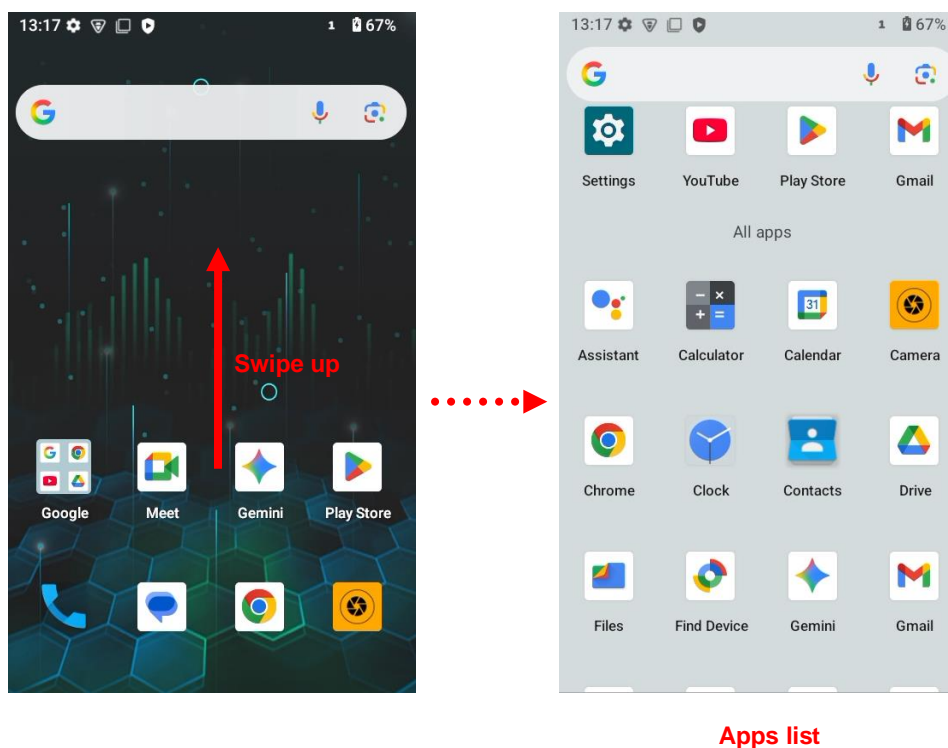 13:17 1 67%
Swipe up
Google Meet Gemini Play Store
13:17 1 67%
Settings YouTube Play Store Gmail
All apps
31
Assistant Calculator Calendar Camera
Chrome Clock Contacts Drive
Files Find Device Gemini Gmail
Apps list